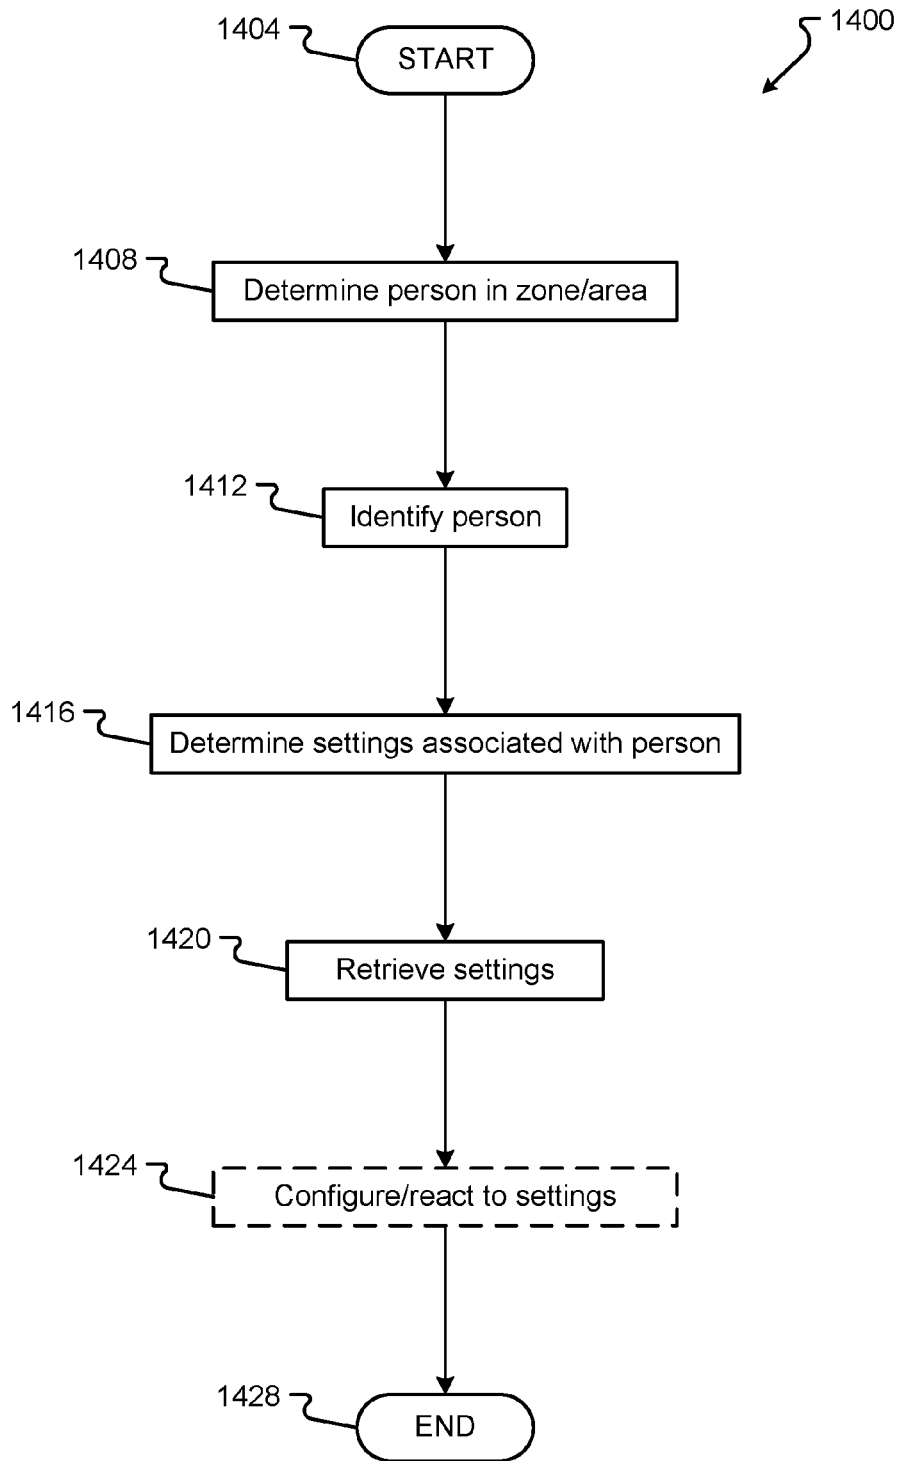 1400
1404
START
1408
Determine person in zone/area
1412
Identify person
1416
Determine settings associated with person
1420
Retrieve settings
1424
Configure/react to settings
1428
END